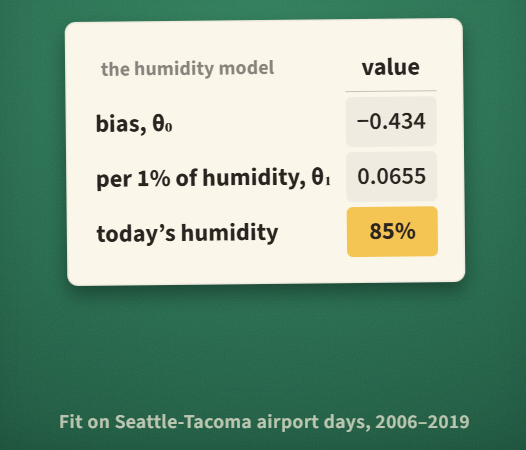 the humidity model value
bias, θ₀ −0.434
per 1% of humidity, θ₁ 0.0655
today’s humidity 85%
Fit on Seattle-Tacoma airport days, 2006–2019